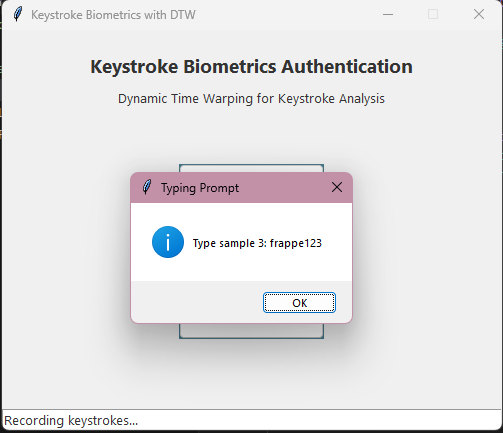 Keystroke Biometrics with DTW
Keystroke Biometrics Authentication
Dynamic Time Warping for Keystroke Analysis
Typing Prompt
Type sample 3: frappe123
OK
Recording keystrokes...